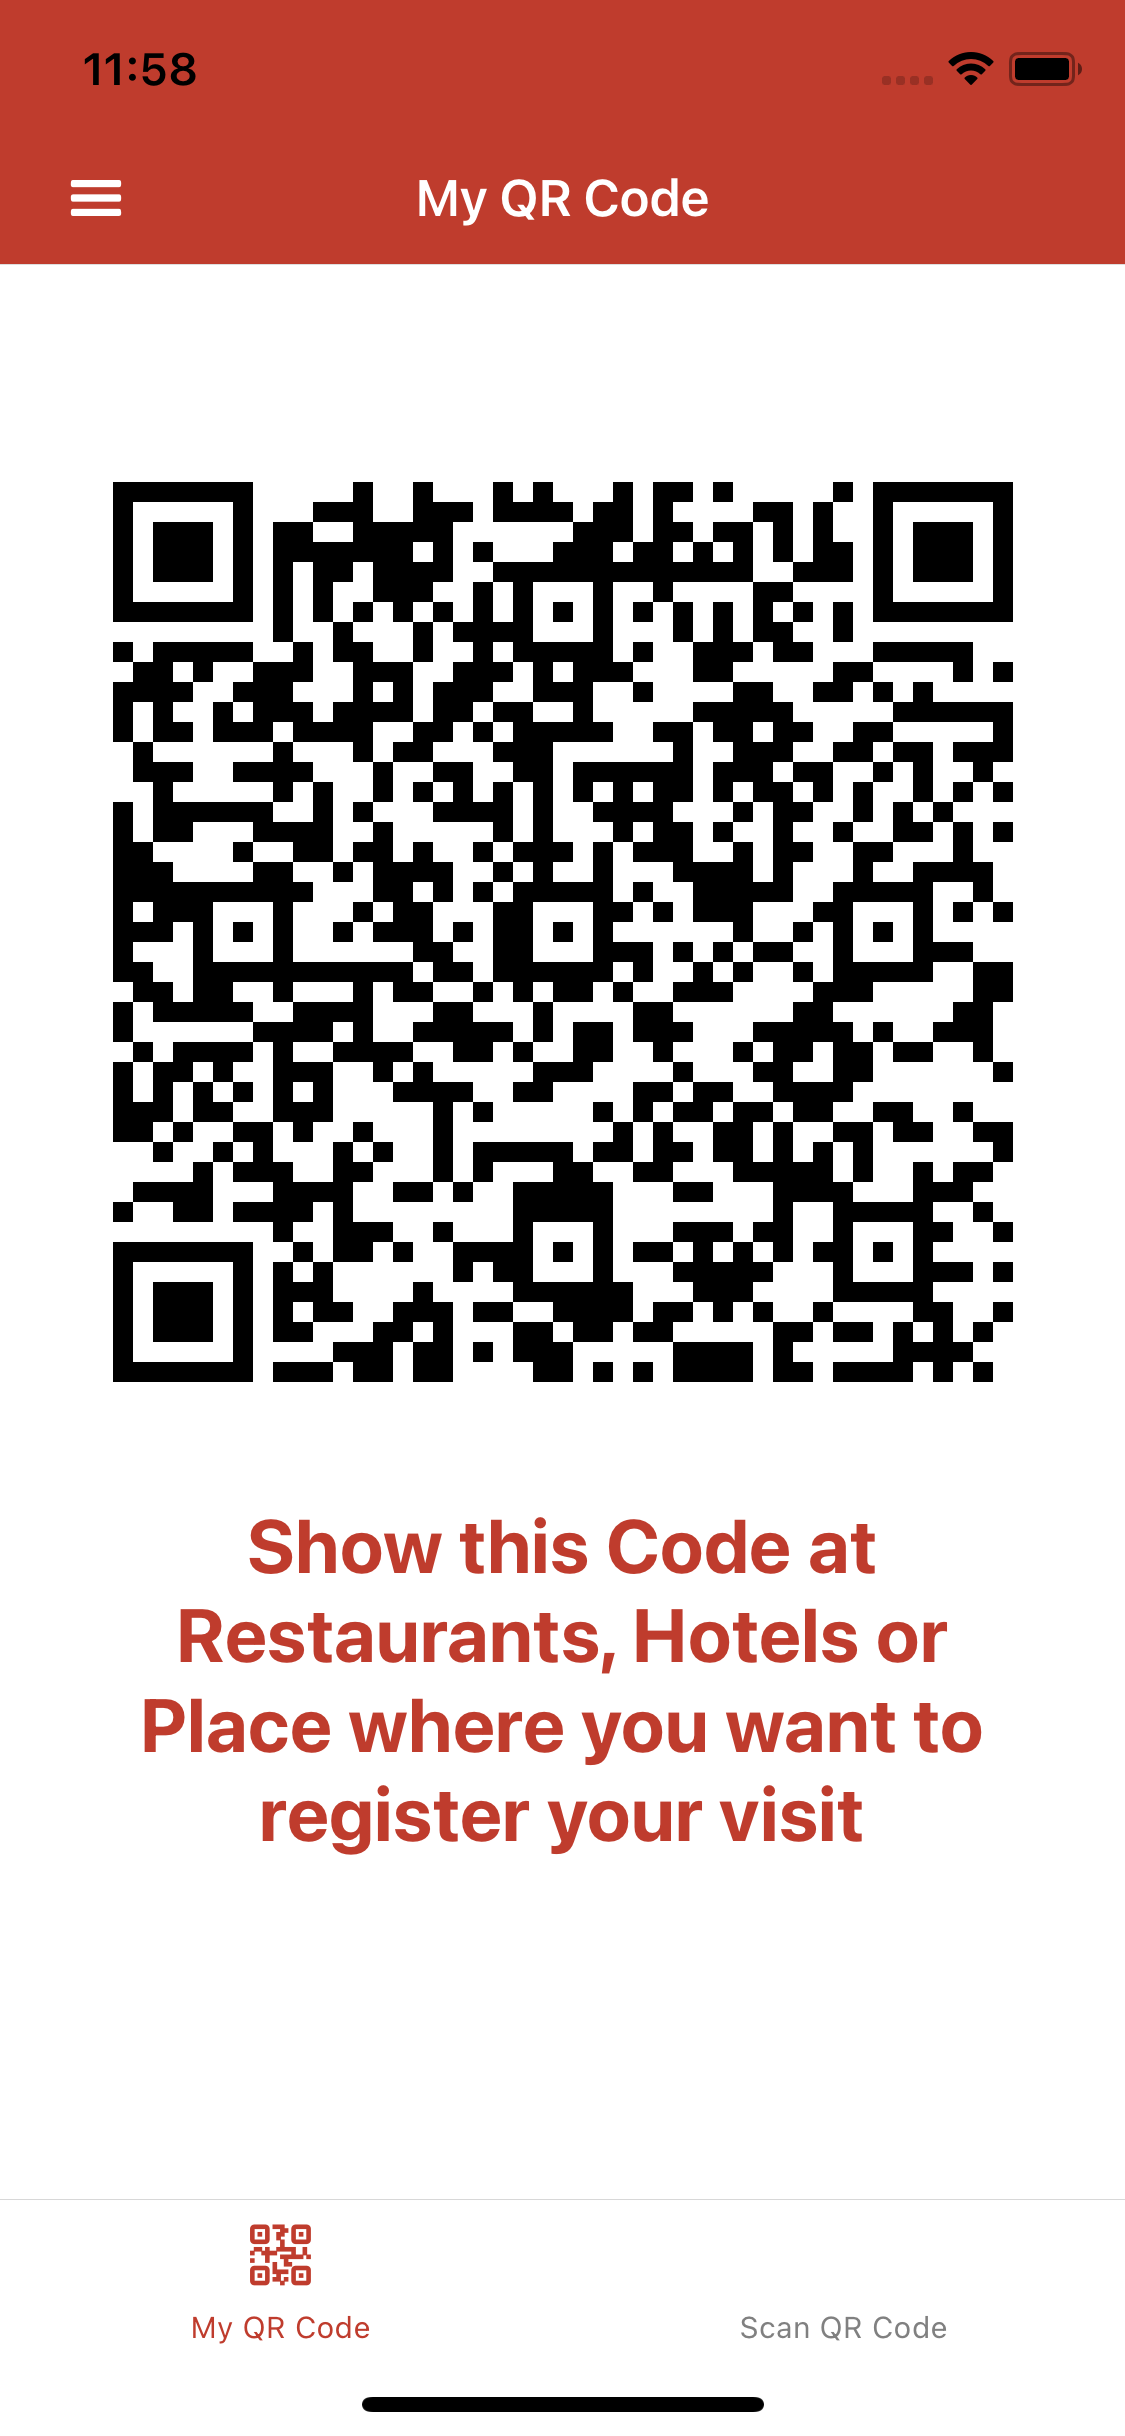 11:58
My QR Code
Show this Code at
Restaurants, Hotels or
Place where you want to
register your visit
My QR Code
Scan QR Code